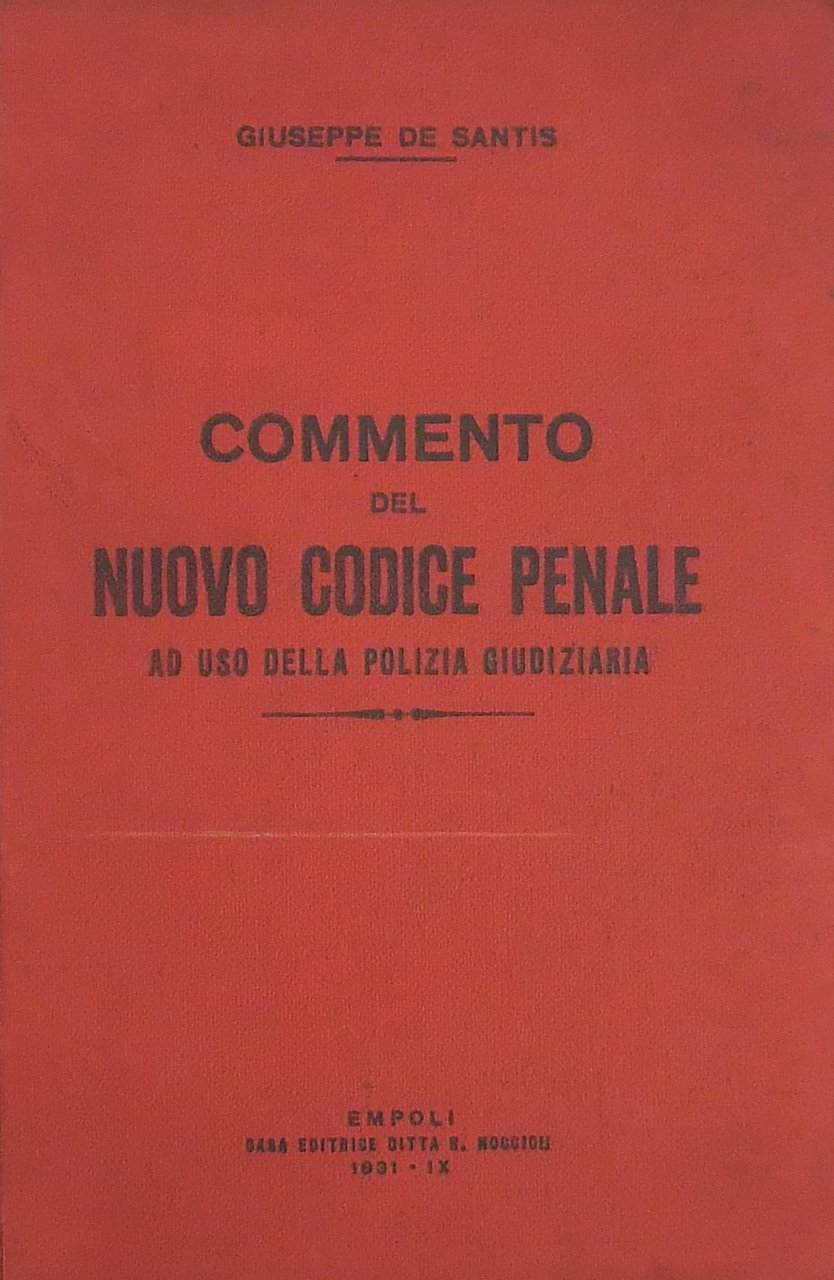 GIUSEPPE DE SANTIS
COMMENTO
DEL
NUOVO CODICE PENALE
AD USO DELLA POLIZIA GIUDIZIARIA
EMPOLI
CASA EDITRICE DITTA R. NOCCIOLI
1931 - IX